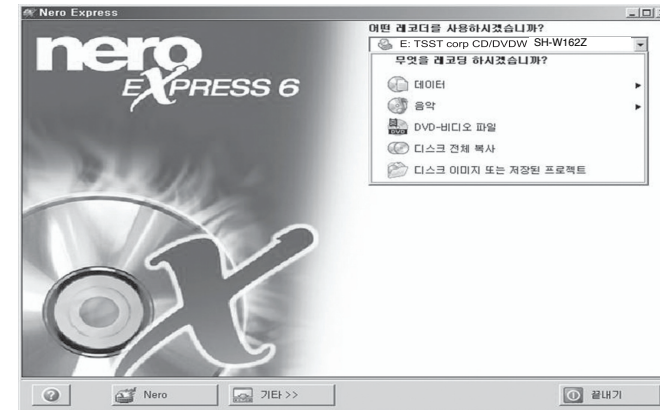 Nero Express
어떤 레코더를 사용하시겠습니까?
E: TSST corp CD/DVDW SH-W162Z
무엇을 레코딩 하시겠습니까?
nero
EXPRESS 6
데이터
음악
DVD-비디오 파일
디스크 전체 복사
디스크 이미지 또는 저장된 프로젝트
Nero
기타 >>
끝내기